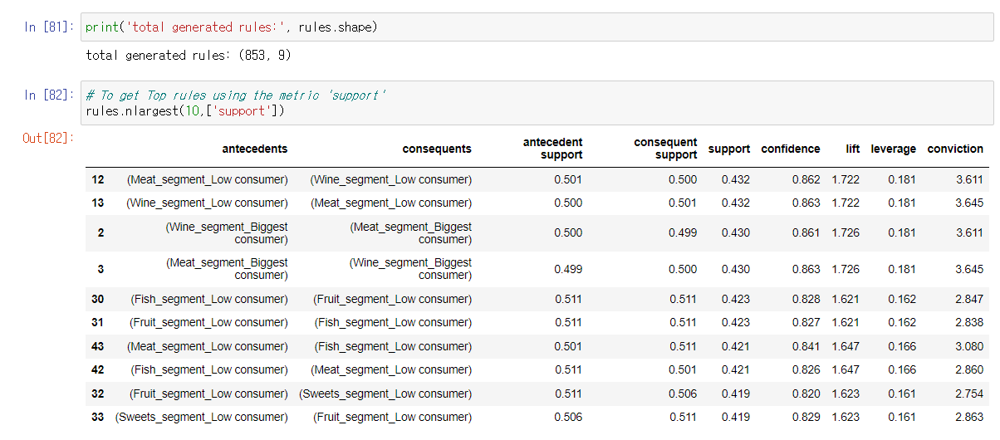 In [81]: print('total generated rules:', rules.shape)
total generated rules: (853, 9)
In [82]: # To get Top rules using the metric 'support'
rules.nlargest(10,['support'])
Out[82]:
antecedents consequents antecedent support consequent support support confidence lift leverage conviction
12 (Meat_segment_Low consumer) (Wine_segment_Low consumer) 0.501 0.500 0.432 0.862 1.722 0.181 3.611
13 (Wine_segment_Low consumer) (Meat_segment_Low consumer) 0.500 0.501 0.432 0.863 1.722 0.181 3.645
2 (Wine_segment_Biggest consumer) (Meat_segment_Biggest consumer) 0.500 0.499 0.430 0.861 1.726 0.181 3.611
3 (Meat_segment_Biggest consumer) (Wine_segment_Biggest consumer) 0.499 0.500 0.430 0.863 1.726 0.181 3.645
30 (Fish_segment_Low consumer) (Fruit_segment_Low consumer) 0.511 0.511 0.423 0.828 1.621 0.162 2.847
31 (Fruit_segment_Low consumer) (Fish_segment_Low consumer) 0.511 0.511 0.423 0.827 1.621 0.162 2.838
43 (Meat_segment_Low consumer) (Fish_segment_Low consumer) 0.501 0.511 0.421 0.841 1.647 0.166 3.080
42 (Fish_segment_Low consumer) (Meat_segment_Low consumer) 0.511 0.501 0.421 0.826 1.647 0.166 2.860
32 (Fruit_segment_Low consumer) (Sweets_segment_Low consumer) 0.511 0.506 0.419 0.820 1.623 0.161 2.754
33 (Sweets_segment_Low consumer) (Fruit_segment_Low consumer) 0.506 0.511 0.419 0.829 1.623 0.161 2.863